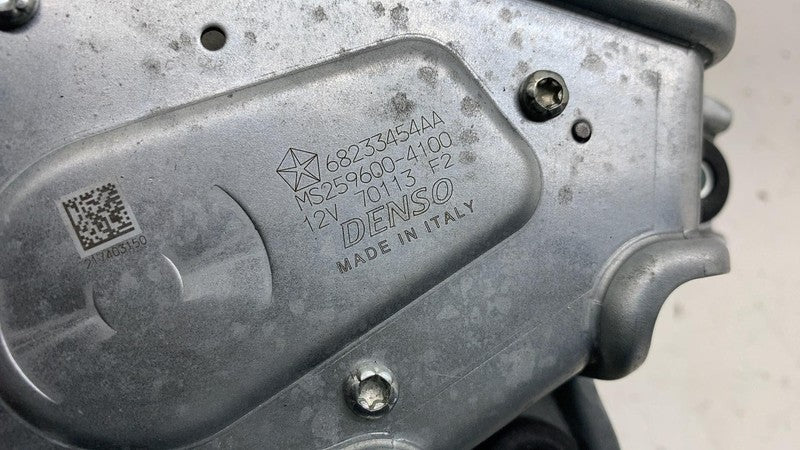 68233454AA
MS259600-4100
12V 70113 F2
DENSO
MADE IN ITALY